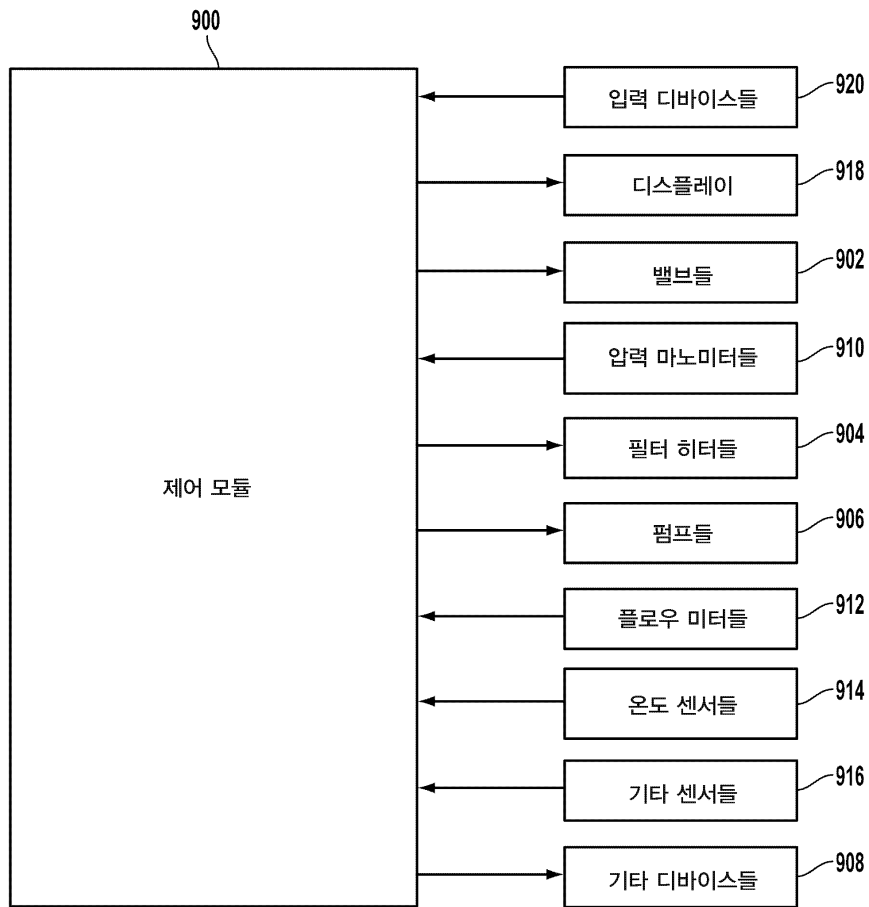 900
입력 디바이스들 920
디스플레이 918
밸브들 902
압력 마노미터들 910
필터 히터들 904
제어 모듈
펌프들 906
플로우 미터들 912
온도 센서들 914
기타 센서들 916
기타 디바이스들 908